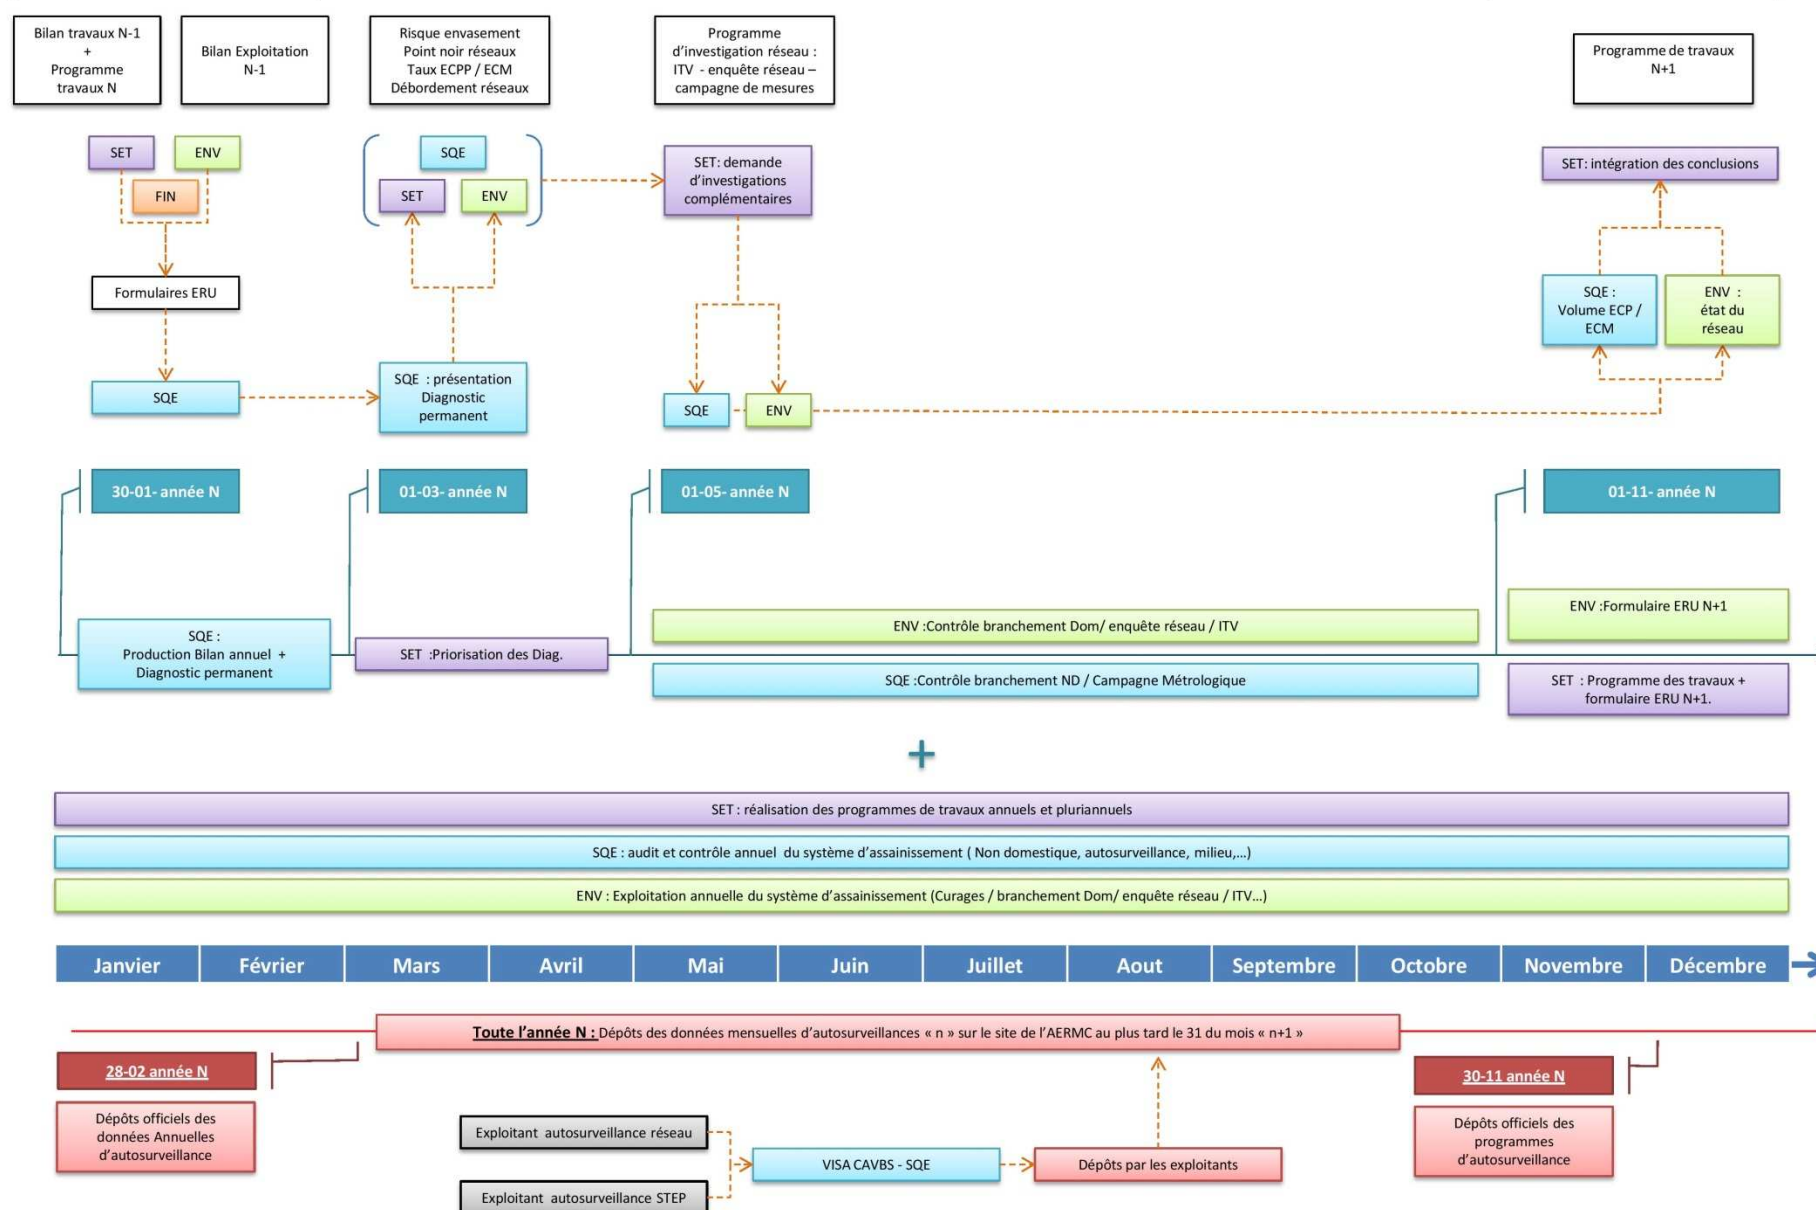 Bilan travaux N-1
+
Programme
travaux N
Bilan Exploitation
N-1
Risque envasement
Point noir réseaux
Taux ECPP / ECM
Débordement réseaux
Programme
d’investigation réseau :
ITV - enquête réseau –
campagne de mesures
Programme de travaux
N+1
SET
ENV
FIN
SQE
SET
ENV
SET: demande
d’investigations
complémentaires
SET: intégration des conclusions
Formulaires ERU
SQE :
Volume ECP /
ECM
ENV :
état du
réseau
SQE
SQE : présentation
Diagnostic
permanent
SQE
ENV
30-01- année N
01-03- année N
01-05- année N
01-11- année N
SQE :
Production Bilan annuel +
Diagnostic permanent
SET :Priorisation des Diag.
ENV :Contrôle branchement Dom/ enquête réseau / ITV
SQE :Contrôle branchement ND / Campagne Métrologique
ENV :Formulaire ERU N+1
SET : Programme des travaux +
formulaire ERU N+1.
+
SET : réalisation des programmes de travaux annuels et pluriannuels
SQE : audit et contrôle annuel du système d’assainissement ( Non domestique, autosurveillance, milieu,…)
ENV : Exploitation annuelle du système d’assainissement (Curages / branchement Dom/ enquête réseau / ITV…)
Janvier
Février
Mars
Avril
Mai
Juin
Juillet
Aout
Septembre
Octobre
Novembre
Décembre
Toute l’année N : Dépôts des données mensuelles d’autosurveillances « n » sur le site de l’AERMC au plus tard le 31 du mois « n+1 »
28-02 année N
Dépôts officiels des
données Annuelles
d’autosurveillance
30-11 année N
Dépôts officiels des
programmes
d’autosurveillance
Exploitant autosurveillance réseau
Exploitant autosurveillance STEP
VISA CAVBS - SQE
Dépôts par les exploitants